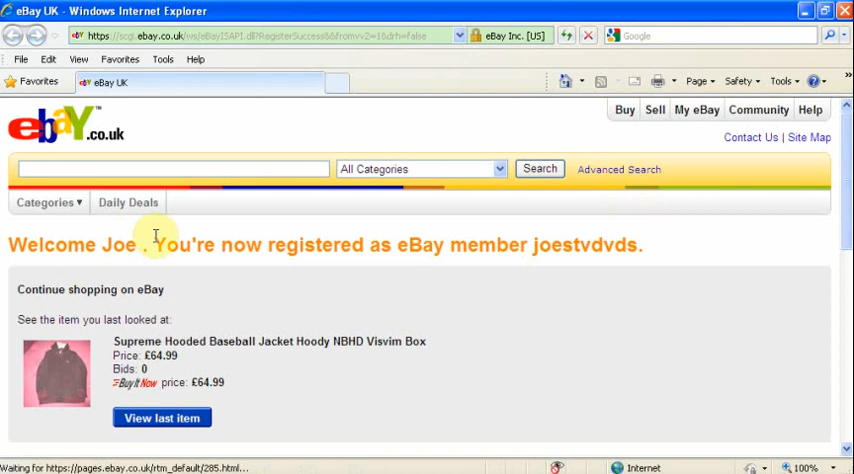 eBay UK - Windows Internet Explorer
https://scgi.ebay.co.uk/ws/eBayISAPI.dll?RegisterSuccess&&fromvv2=1&drh=false
eBay Inc. [US]
Google
File Edit View Favorites Tools Help
Favorites eBay UK Page Safety Tools
ebay.co.uk
TM
Buy Sell My eBay Community Help
Contact Us | Site Map
All Categories Search Advanced Search
Categories Daily Deals
Welcome Joe . You're now registered as eBay member joestvdvds.
Continue shopping on eBay
See the item you last looked at:
Supreme Hooded Baseball Jacket Hoody NBHD Visvim Box
Price: £64.99
Bids: 0
Buy It Now price: £64.99
View last item
Waiting for https://pages.ebay.co.uk/rtm_default/285.html... Internet 100%